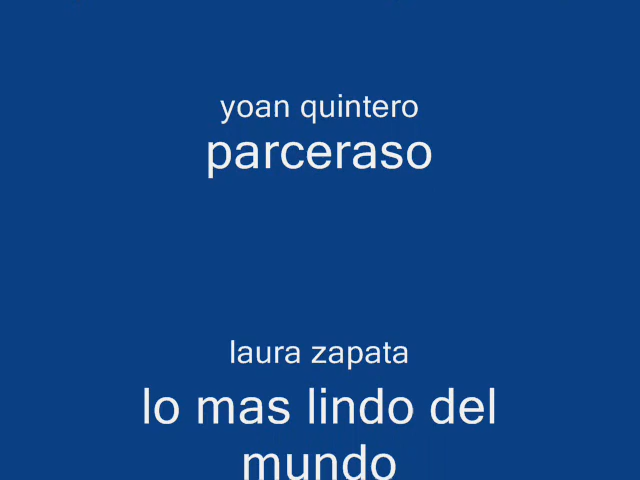 yoan quintero
parceraso
laura zapata
lo mas lindo del
mundo